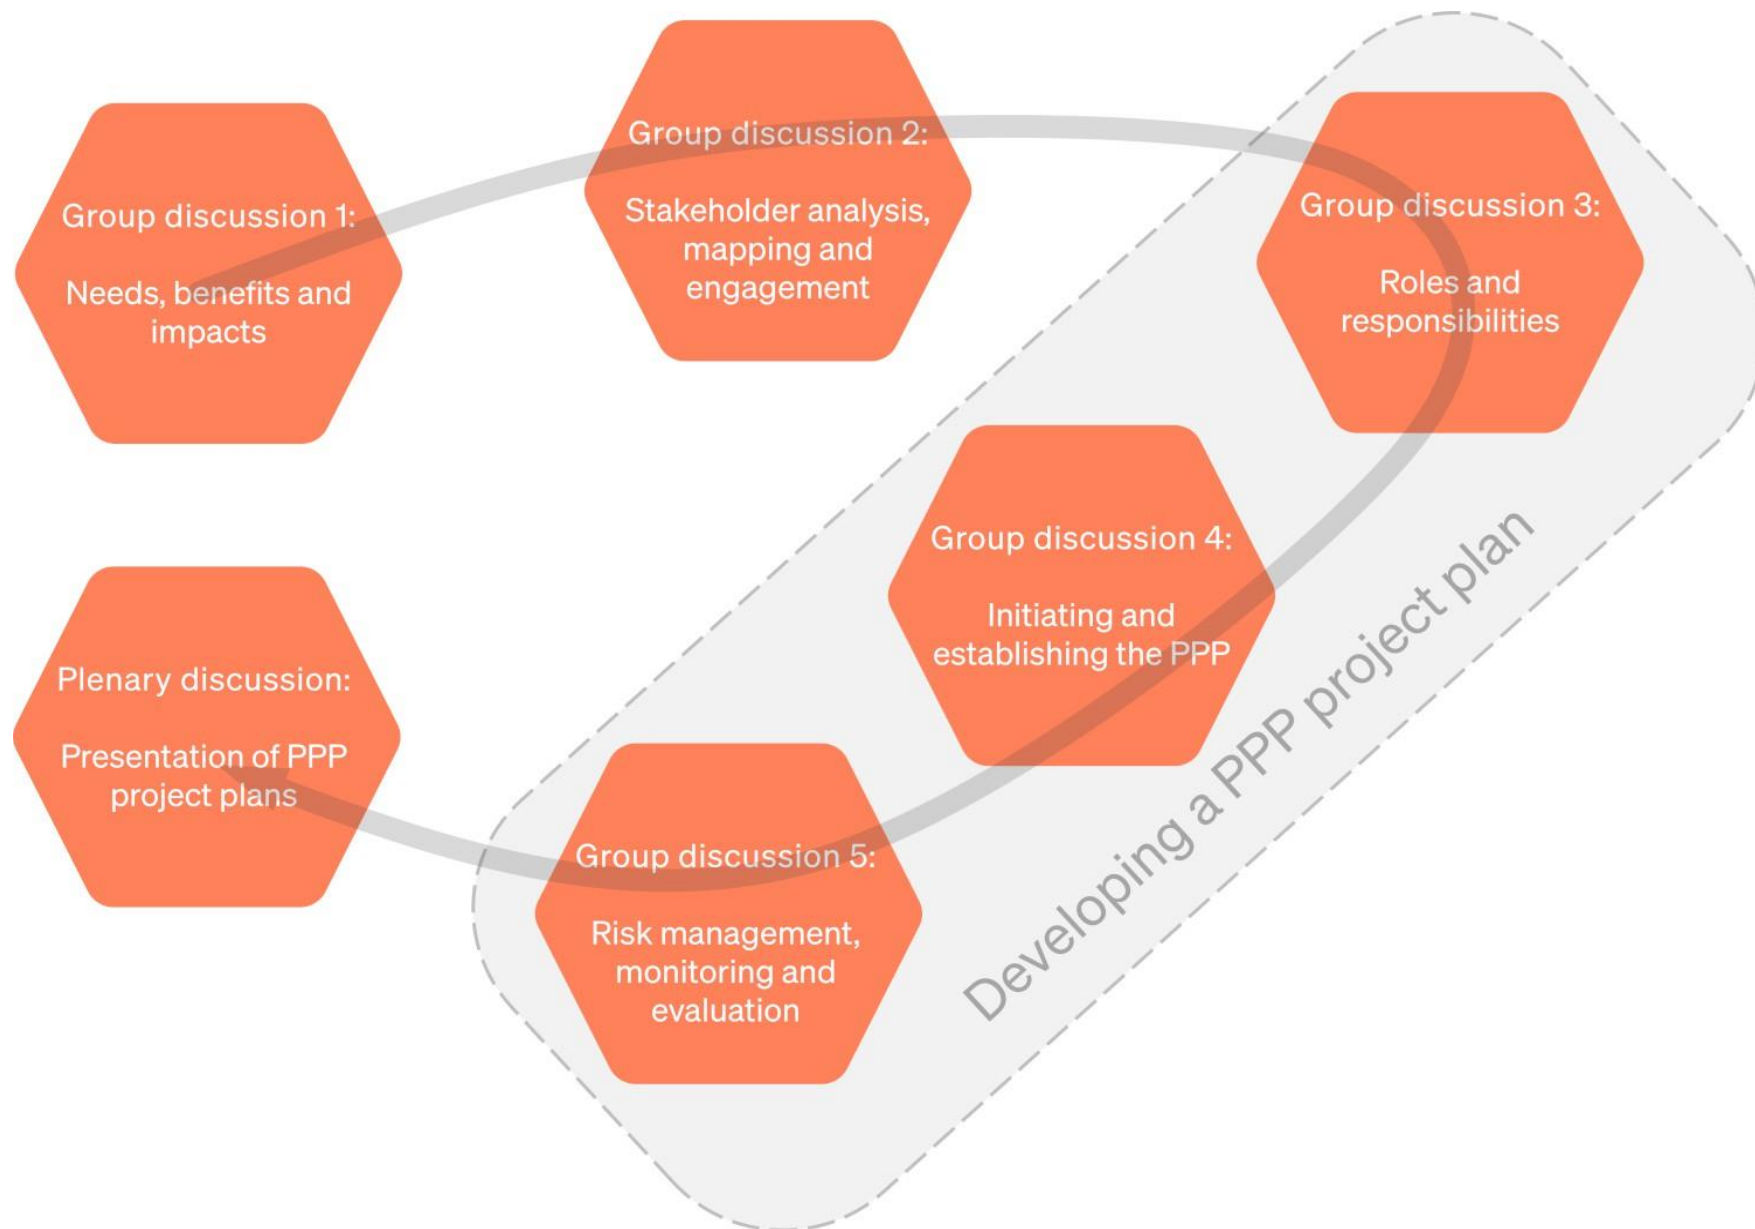 Group discussion 1:
Needs, benefits and
impacts
Group discussion 2:
Stakeholder analysis,
mapping and
engagement
Group discussion 3:
Roles and
responsibilities
Group discussion 4:
Initiating and
establishing the PPP
Group discussion 5:
Risk management,
monitoring and
evaluation
Plenary discussion:
Presentation of PPP
project plans
Developing a PPP project plan